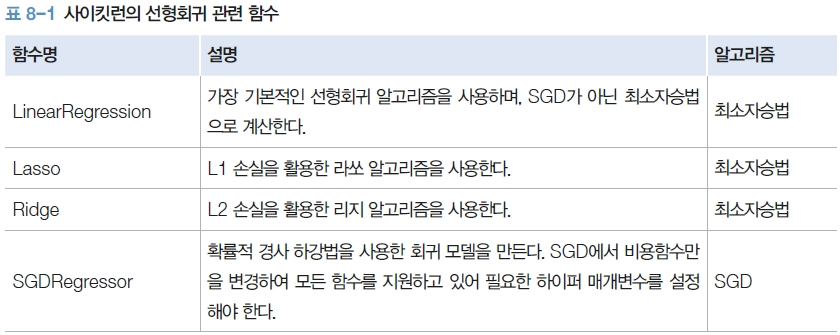 표 8-1 사이킷런의 선형회귀 관련 함수
함수명 설명 알고리즘
LinearRegression 가장 기본적인 선형회귀 알고리즘을 사용하며, SGD가 아닌 최소자승법 최소자승법
으로 계산한다.
Lasso L1 손실을 활용한 라쏘 알고리즘을 사용한다. 최소자승법
Ridge L2 손실을 활용한 리지 알고리즘을 사용한다. 최소자승법
확률적 경사 하강법을 사용한 회귀 모델을 만든다. SGD에서 비용함수만
SGDRegressor 을 변경하여 모든 함수를 지원하고 있어 필요한 하이퍼 매개변수를 설정 SGD
해야 한다.